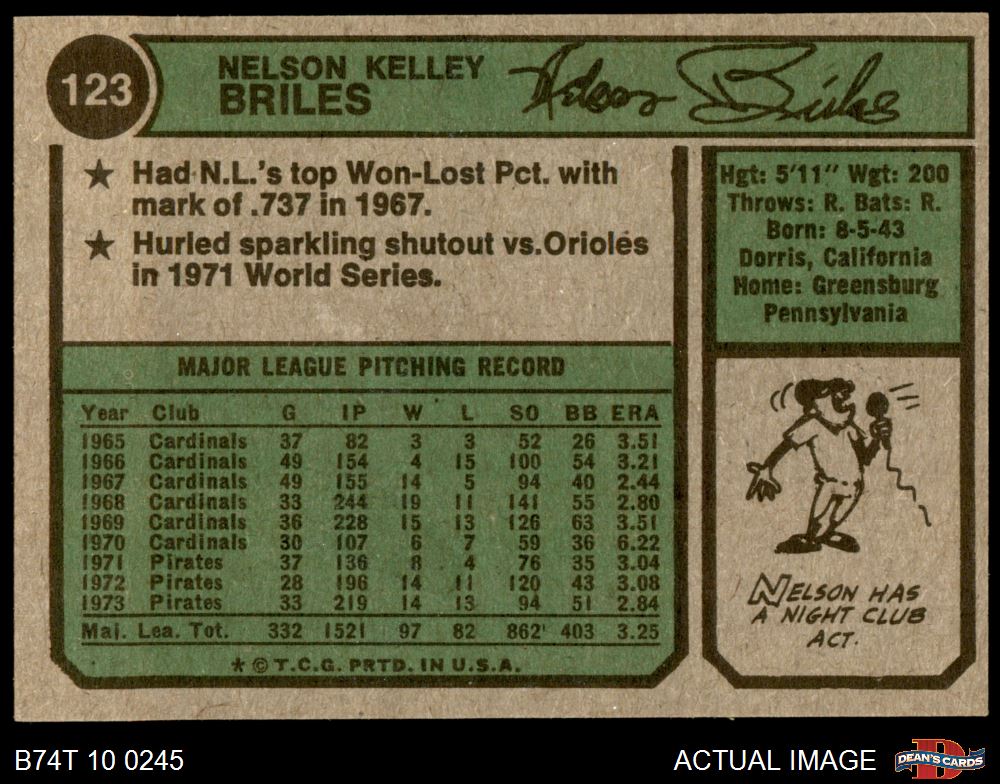 123
NELSON KELLEY
BRILES
Nelson Briles
★ Had N.L.'s top Won-Lost Pct. with
mark of .737 in 1967.
★ Hurled sparkling shutout vs.Orioles
in 1971 World Series.
Hgt: 5'11" Wgt: 200
Throws: R. Bats: R.
Born: 8-5-43
Dorris, California
Home: Greensburg
Pennsylvania
MAJOR LEAGUE PITCHING RECORD
Year Club G IP W L SO BB ERA
1965 Cardinals 37 82 3 3 52 26 3.51
1966 Cardinals 49 154 4 15 100 54 3.21
1967 Cardinals 49 155 14 5 94 40 2.44
1968 Cardinals 33 244 19 11 141 55 2.80
1969 Cardinals 36 228 15 13 126 63 3.51
1970 Cardinals 30 107 6 7 59 36 6.22
1971 Pirates 37 136 8 4 76 35 3.04
1972 Pirates 28 196 14 11 120 43 3.08
1973 Pirates 33 219 14 13 94 51 2.84
Maj. Lea. Tot. 332 1521 97 82 862 403 3.25
★ © T.C.G. PRTD. IN U.S.A.
NELSON HAS
A NIGHT CLUB
ACT.
B74T 10 0245
ACTUAL IMAGE
D
DEAN'S CARDS